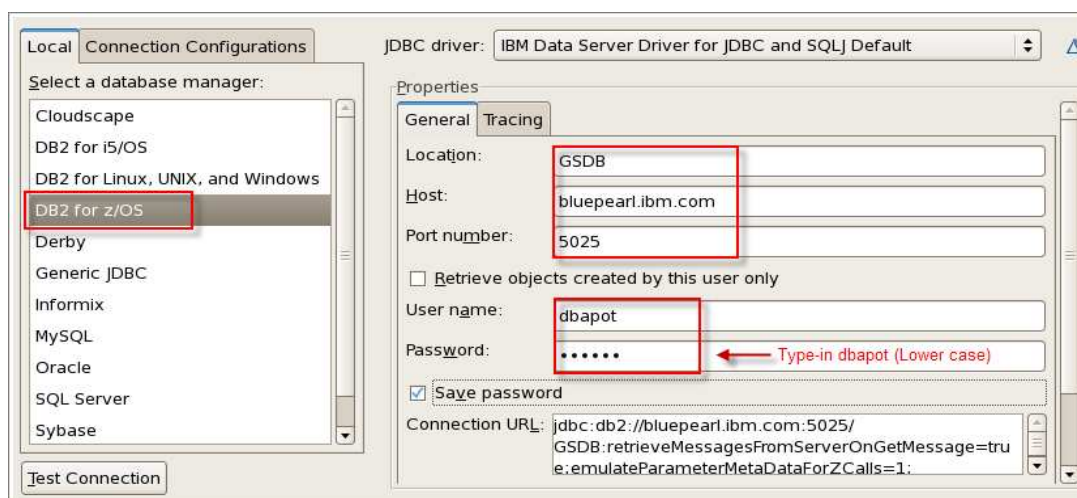 Local
Connection Configurations
Select a database manager:
Cloudscape
DB2 for i5/OS
DB2 for Linux, UNIX, and Windows
DB2 for z/OS
Derby
Generic JDBC
Informix
MySQL
Oracle
SQL Server
Sybase
Test Connection
JDBC driver: IBM Data Server Driver for JDBC and SQLJ Default
Properties
General
Tracing
Location: GSDB
Host: bluepearl.ibm.com
Port number: 5025
Retrieve objects created by this user only
User name: dbapot
Password: ••••••
Type-in dbapot (Lower case)
Save password
Connection URL: jdbc:db2://bluepearl.ibm.com:5025/
GSDB:retrieveMessagesFromServerOnGetMessage=tru
e;emulateParameterMetaDataForZCalls=1;